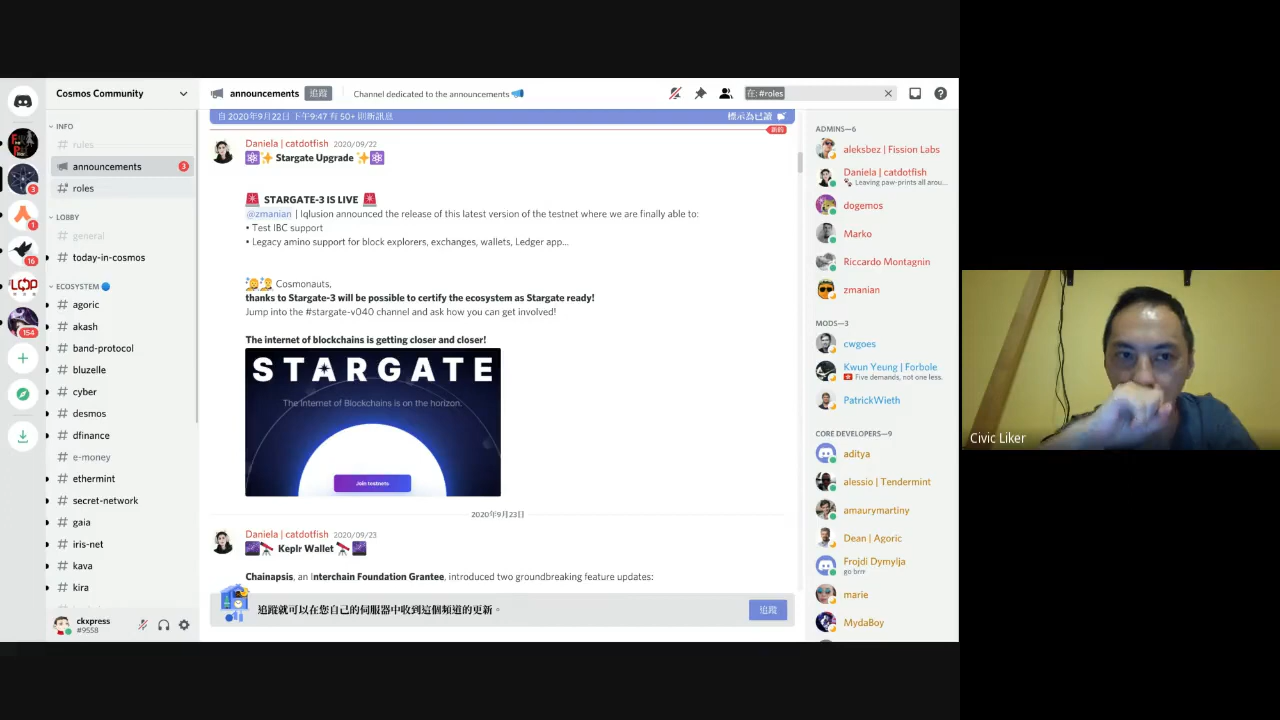 Cosmos Community
INFO
rules
announcements
3
roles
LOBBY
general
today-in-cosmos
ECOSYSTEM
agoric
akash
band-protocol
bluzelle
cyber
desmos
dfinance
e-money
ethermint
secret-network
gaia
iris-net
kava
kira
ckxpress
#9558
3
1
16
LOOP
154
announcements
追蹤
Channel dedicated to the announcements
在: #roles
自 2020年9月22日 下午9:47 有 50+ 則新訊息
標示為已讀
新的
Daniela | catdotfish 2020/09/22
Stargate Upgrade
STARGATE-3 IS LIVE
@zmanian | Iqlusion announced the release of this latest version of the testnet where we are finally able to:
• Test IBC support
• Legacy amino support for block explorers, exchanges, wallets, Ledger app...
Cosmonauts,
thanks to Stargate-3 will be possible to certify the ecosystem as Stargate ready!
Jump into the #stargate-v040 channel and ask how you can get involved!
The internet of blockchains is getting closer and closer!
STARGATE
The Internet of Blockchains is on the horizon.
Join testnets
2020年9月23日
Daniela | catdotfish 2020/09/23
Keplr Wallet
Chainapsis, an Interchain Foundation Grantee, introduced two groundbreaking feature updates:
追蹤就可以在您自己的伺服器中收到這個頻道的更新。
追蹤
ADMINS—6
aleksbez | Fission Labs
Daniela | catdotfish
Leaving paw-prints all arou...
dogemos
Marko
Riccardo Montagnin
zmanian
MODS—3
cwgoes
Kwun Yeung | Forbole
Five demands, not one less.
PatrickWieth
CORE DEVELOPERS—9
aditya
alessio | Tendermint
amaurymartiny
Dean | Agoric
Frojdi Dymylja
go brrr
marie
MydaBoy
Civic Liker